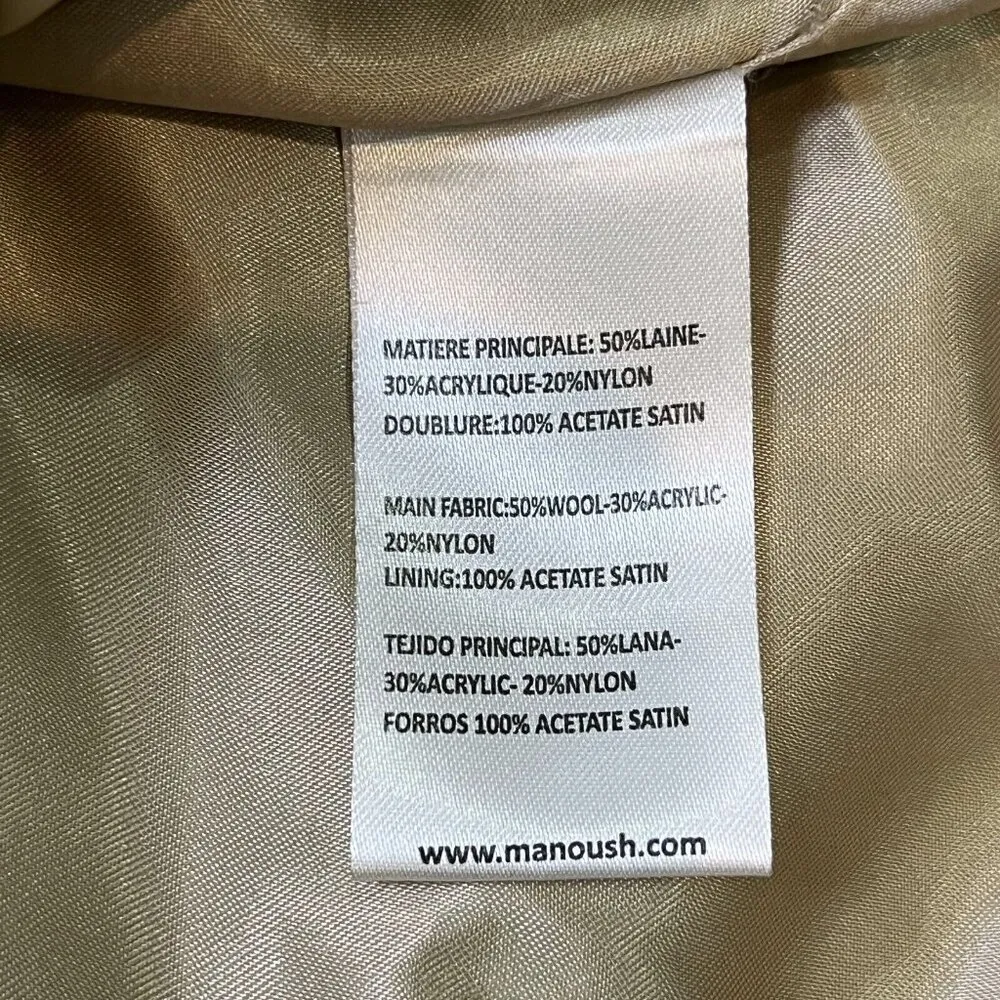 MATIERE PRINCIPALE: 50%LAINE-
30%ACRYLIQUE-20%NYLON
DOUBLURE:100% ACETATE SATIN
MAIN FABRIC:50%WOOL-30%ACRYLIC-
20%NYLON
LINING:100% ACETATE SATIN
TEJIDO PRINCIPAL: 50%LANA-
30%ACRYLIC- 20%NYLON
FORROS 100% ACETATE SATIN
www.manoush.com